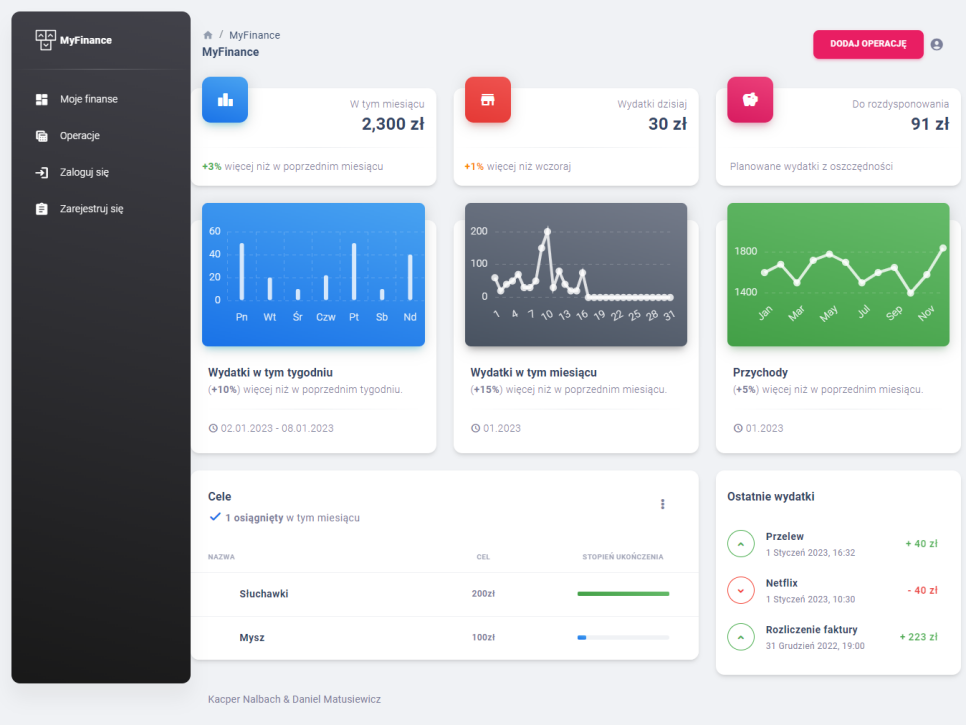 MyFinance
Moje finanse
Operacje
Zaloguj się
Zarejestruj się
/ MyFinance
MyFinance
DODAJ OPERACJĘ
W tym miesiącu
2,300 zł
+3% więcej niż w poprzednim miesiącu
Wydatki dzisiaj
30 zł
+1% więcej niż wczoraj
Do rozdysponowania
91 zł
Planowane wydatki z oszczędności
60
40
20
0
Pn Wt Śr Czw Pt Sb Nd
Wydatki w tym tygodniu
(+10%) więcej niż w poprzednim tygodniu.
02.01.2023 - 08.01.2023
200
100
0
1 4 7 10 13 16 19 22 25 28 31
Wydatki w tym miesiącu
(+15%) więcej niż w poprzednim miesiącu.
01.2023
1800
1400
Jan Mar May Jul Sep Nov
Przychody
(+5%) więcej niż w poprzednim miesiącu.
01.2023
Cele
1 osiągnięty w tym miesiącu
NAZWA CEL STOPIEŃ UKOŃCZENIA
Słuchawki 200zł
Mysz 100zł
Ostatnie wydatki
Przelew
1 Styczeń 2023, 16:32
+ 40 zł
Netflix
1 Styczeń 2023, 10:30
- 40 zł
Rozliczenie faktury
31 Grudzień 2022, 19:00
+ 223 zł
Kacper Nalbach & Daniel Matusiewicz